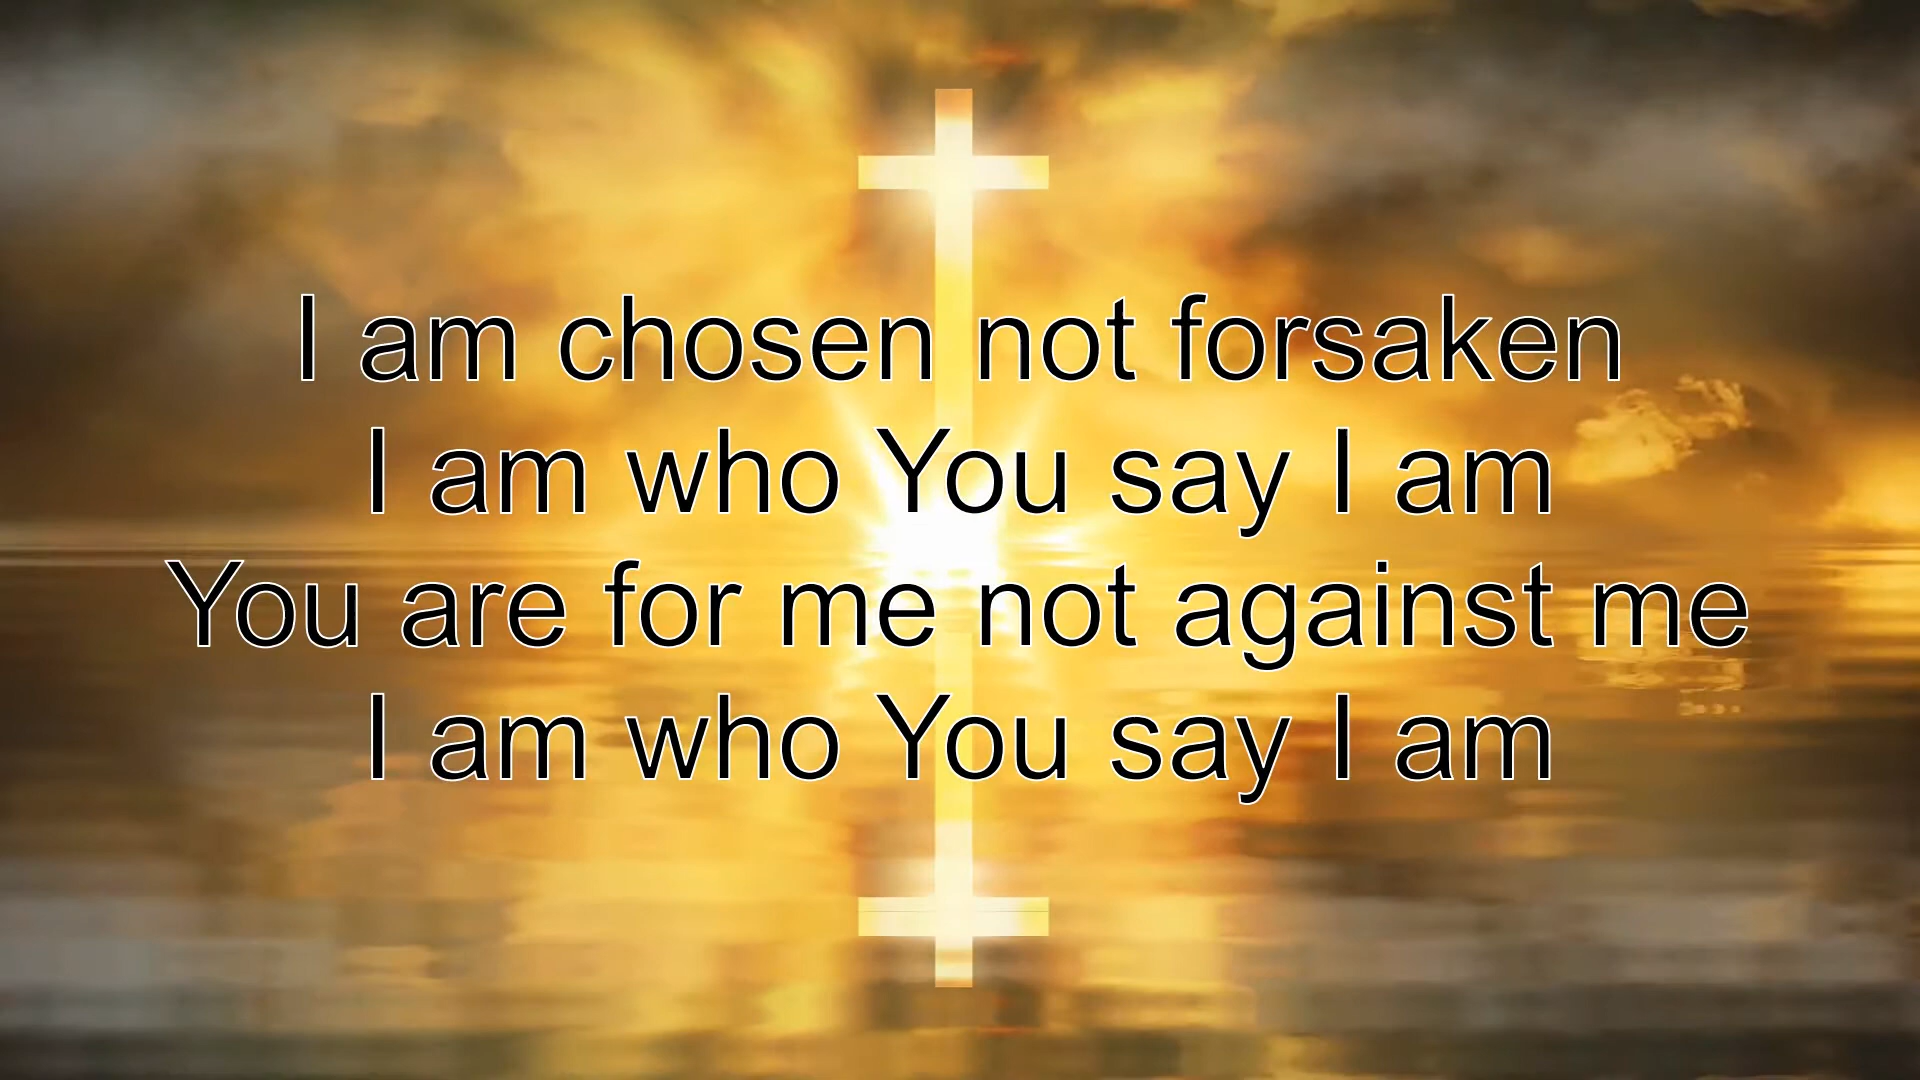 I am chosen not forsaken
I am who You say I am
You are for me not against me
I am who You say I am